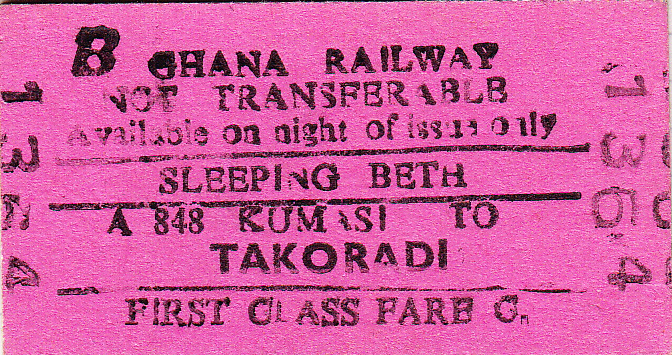 B GHANA RAILWAY
NOT TRANSFERABLE
Available on night of issue only
SLEEPING BETH
A 848 KUMASI TO
TAKORADI
FIRST CLASS FARE G.